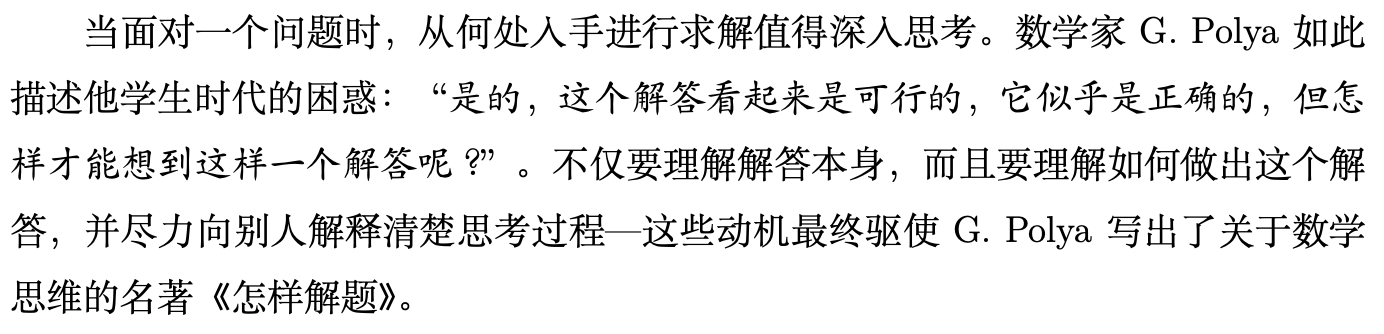 当面对一个问题时，从何处入手进行求解值得深入思考。数学家 G. Polya 如此
描述他学生时代的困惑：“是的，这个解答看起来是可行的，它似乎是正确的，但怎
样才能想到这样一个解答呢？”。不仅要理解解答本身，而且要理解如何做出这个解
答，并尽力向别人解释清楚思考过程—这些动机最终驱使 G. Polya 写出了关于数学
思维的名著《怎样解题》。